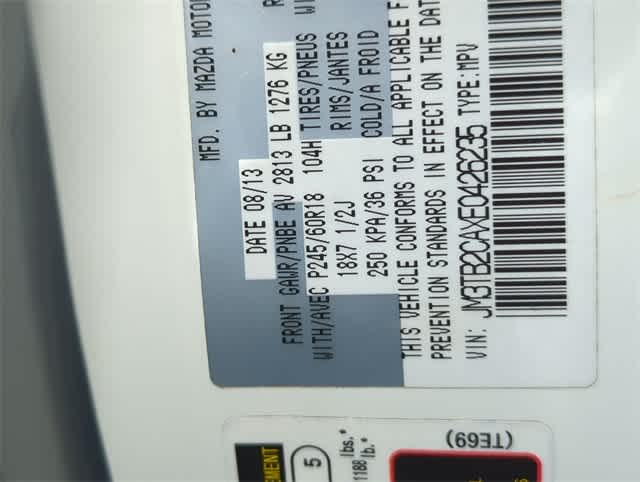 MFD. BY MAZDA MOTOR
DATE 08/13
FRONT GAWR/PNBE AV 2813 LB 1276 KG
WITH/AVEC P245/60R18 104H TIRES/PNEUS
18X7 1/2J RIMS/JANTES
250 KPA/36 PSI COLD/A FROID
THIS VEHICLE CONFORMS TO ALL APPLICABLE F
PREVENTION STANDARDS IN EFFECT ON THE DAT
VIN: JM3TB2CAXE0426235 TYPE:MPV
(TE69)
5
lbs.*
1188 lb.*